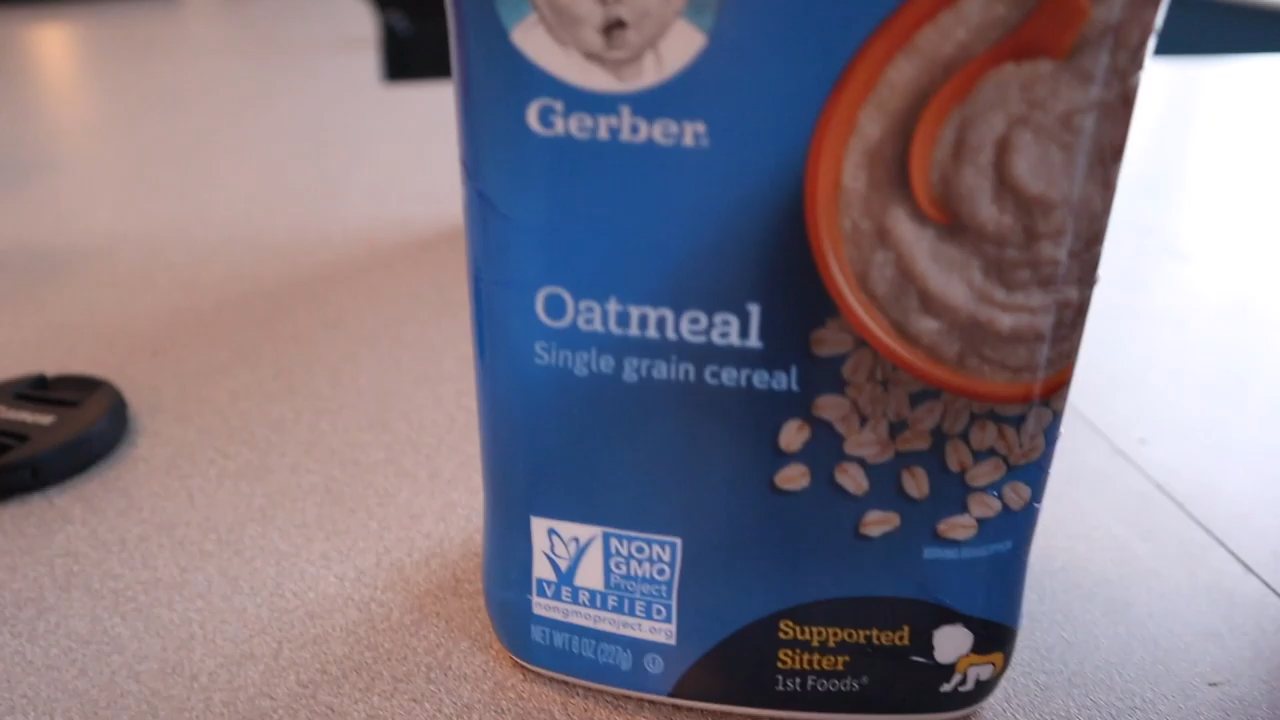 Gerber
Oatmeal
Single grain cereal
NON
GMO
Project
VERIFIED
nongmoproject.org
NET WT 8 OZ (227g) U
Supported
Sitter
1st Foods®